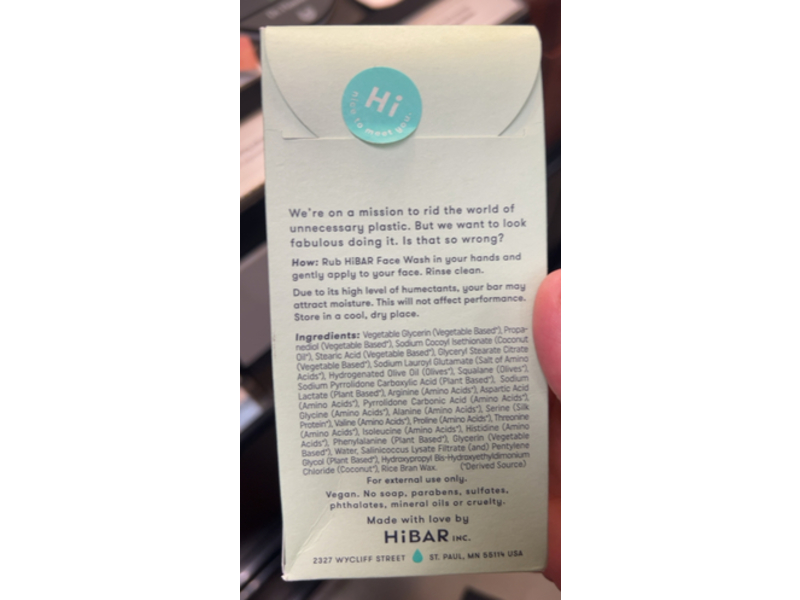 Hi
nice to meet you.
We're on a mission to rid the world of
unnecessary plastic. But we want to look
fabulous doing it. Is that so wrong?
How: Rub HiBAR Face Wash in your hands and
gently apply to your face. Rinse clean.
Due to its high level of humectants, your bar may
attract moisture. This will not affect performance.
Store in a cool, dry place.
Ingredients: Vegetable Glycerin (Vegetable Based*), Propa-
nediol (Vegetable Based*), Sodium Cocoyl Isethionate (Coconut
Oil*), Stearic Acid (Vegetable Based*), Glyceryl Stearate Citrate
(Vegetable Based*), Sodium Lauroyl Glutamate (Salt of Amino
Acids*), Hydrogenated Olive Oil (Olives*), Squalane (Olives*),
Sodium Pyrrolidone Carboxylic Acid (Plant Based*), Sodium
Lactate (Plant Based*), Arginine (Amino Acids*), Aspartic Acid
(Amino Acids*), Pyrrolidone Carbonic Acid (Amino Acids*),
Glycine (Amino Acids*), Alanine (Amino Acids*), Serine (Silk
Protein*), Valine (Amino Acids*), Proline (Amino Acids*), Threonine
(Amino Acids*), Isoleucine (Amino Acids*), Histidine (Amino
Acids*), Phenylalanine (Plant Based*), Glycerin (Vegetable
Based*), Water, Salinicoccus Lysate Filtrate (and) Pentylene
Glycol (Plant Based*), Hydroxypropyl Bis-Hydroxyethyldimonium
Chloride (Coconut*), Rice Bran Wax. (*Derived Source)
For external use only.
Vegan. No soap, parabens, sulfates,
phthalates, mineral oils or cruelty.
Made with love by
HiBAR INC.
2327 WYCLIFF STREET ST. PAUL, MN 55114 USA